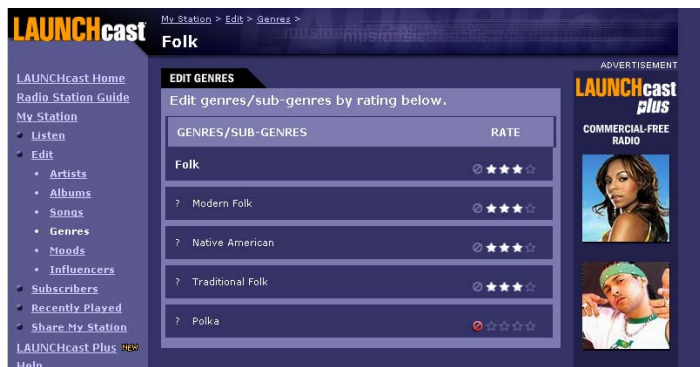 LAUNCHcast
My Station > Edit > Genres >
Folk
LAUNCHcast Home
Radio Station Guide
My Station
Listen
Edit
Artists
Albums
Songs
Genres
Moods
Influencers
Subscribers
Recently Played
Share My Station
LAUNCHcast Plus NEW
Help
EDIT GENRES
Edit genres/sub-genres by rating below.
GENRES/SUB-GENRES RATE
Folk
? Modern Folk
? Native American
? Traditional Folk
? Polka
ADVERTISEMENT
LAUNCHcast
plus
COMMERCIAL-FREE
RADIO